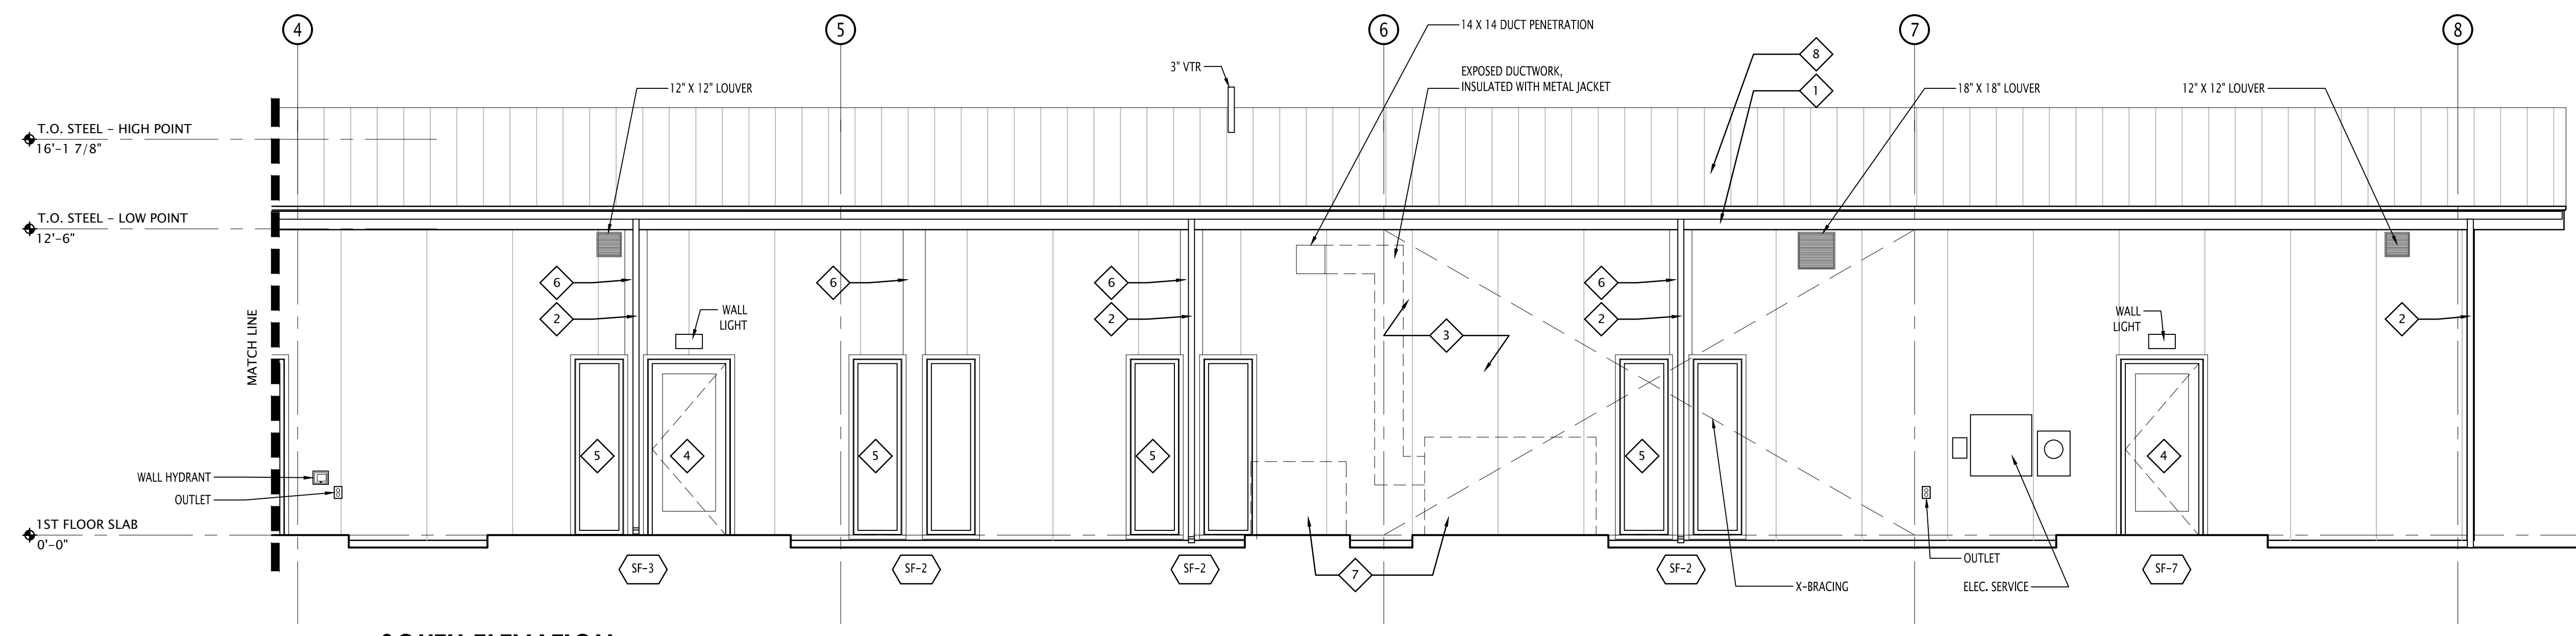 4
5
6
7
8
14 X 14 DUCT PENETRATION
3" VTR
EXPOSED DUCTWORK,
INSULATED WITH METAL JACKET
8
1
12" X 12" LOUVER
18" X 18" LOUVER
12" X 12" LOUVER
T.O. STEEL - HIGH POINT
16'-1 7/8"
T.O. STEEL - LOW POINT
12'-6"
6
6
6
6
2
2
2
2
WALL
LIGHT
WALL
LIGHT
3
MATCH LINE
5
4
5
5
5
4
WALL HYDRANT
OUTLET
1ST FLOOR SLAB
0'-0"
SF-3
SF-2
SF-2
7
SF-2
OUTLET
SF-7
X-BRACING
ELEC. SERVICE
SOUTH ELEVATION